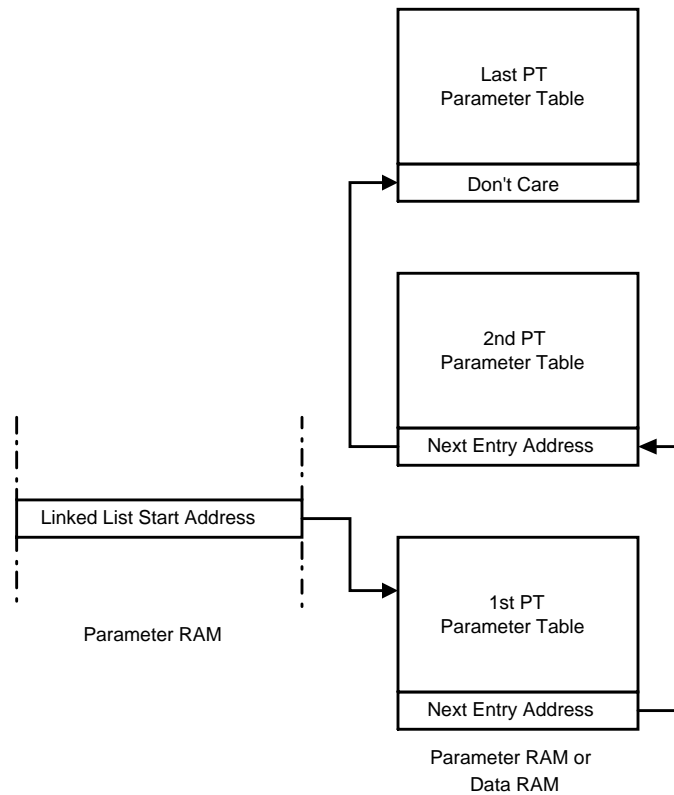 Last PT
Parameter Table
Don't Care
2nd PT
Parameter Table
Next Entry Address
Linked List Start Address
1st PT
Parameter Table
Parameter RAM
Next Entry Address
Parameter RAM or
Data RAM